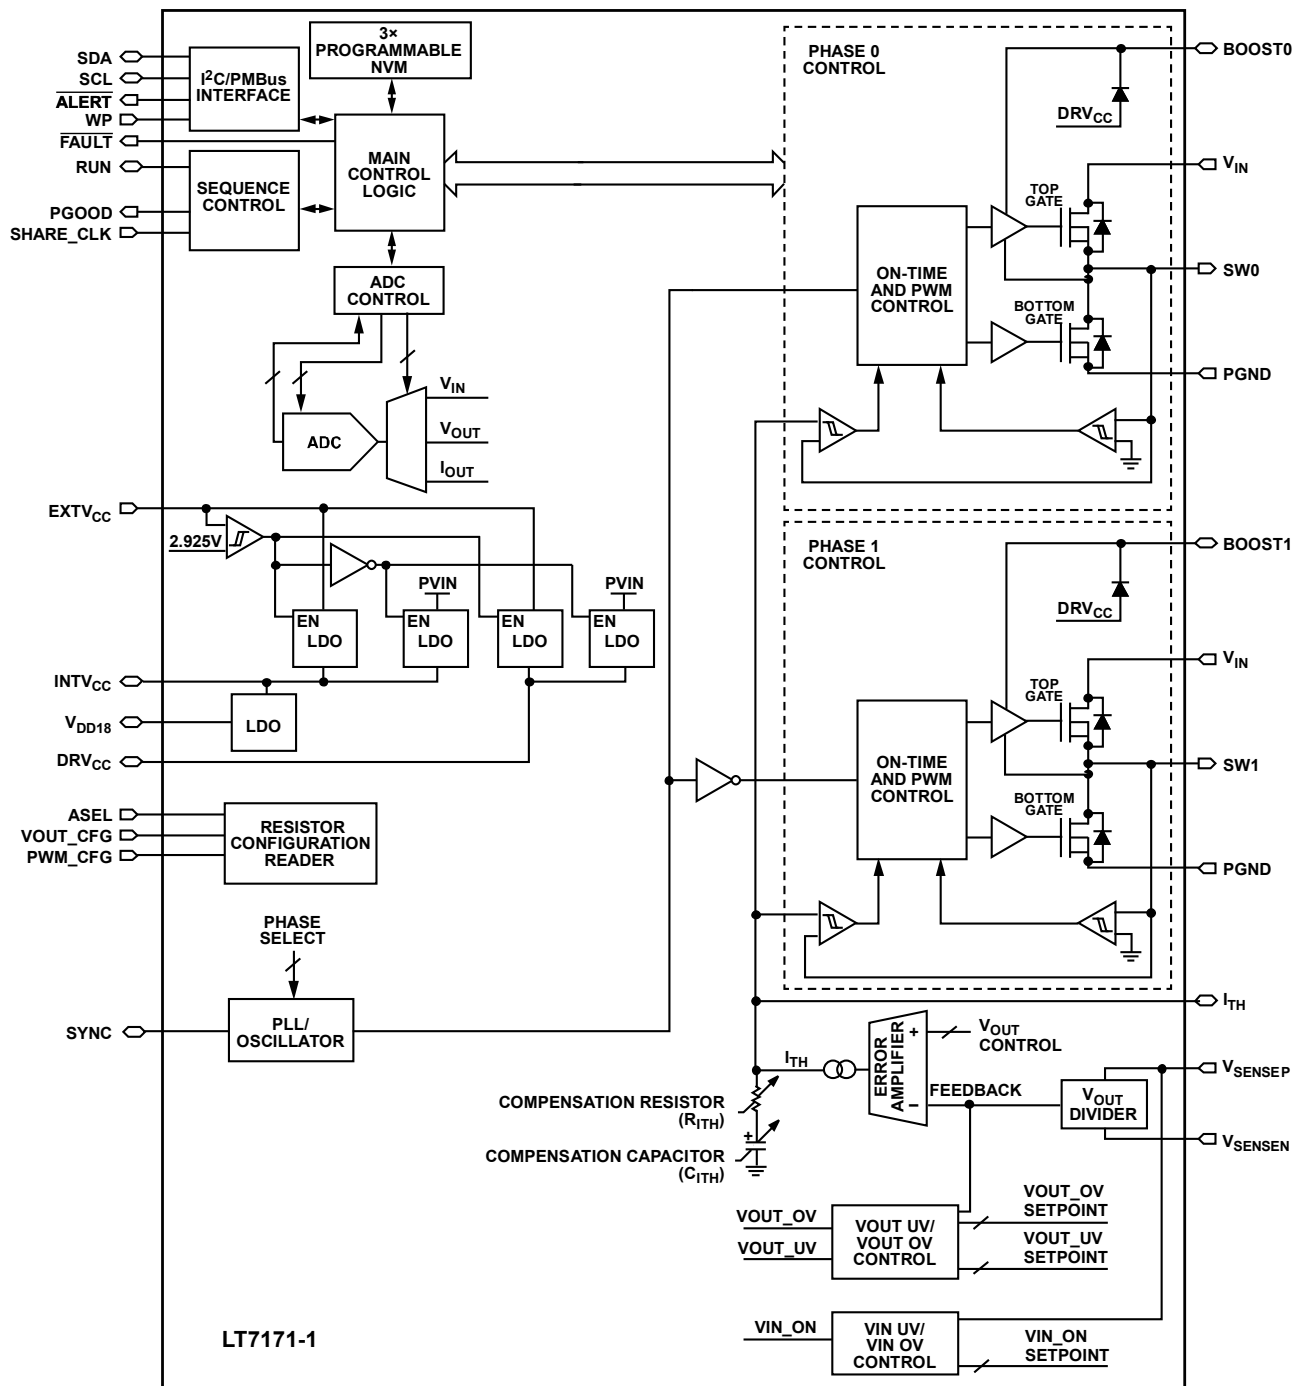 SDA
SCL
ALERT
WP
FAULT
RUN
PGOOD
SHARE_CLK
I2C/PMBus
INTERFACE
SEQUENCE
CONTROL
3×
PROGRAMMABLE
NVM
MAIN
CONTROL
LOGIC
ADC
CONTROL
ADC
VIN
VOUT
IOUT
EXTVCC
2.925V
EN
LDO
PVIN
EN
LDO
EN
LDO
PVIN
EN
LDO
INTVCC
VDD18
LDO
DRVCC
ASEL
VOUT_CFG
PWM_CFG
RESISTOR
CONFIGURATION
READER
PHASE
SELECT
SYNC
PLL/
OSCILLATOR
PHASE 0
CONTROL
BOOST0
DRVCC
VIN
TOP
GATE
ON-TIME
AND PWM
CONTROL
SW0
BOTTOM
GATE
PGND
PHASE 1
CONTROL
BOOST1
DRVCC
VIN
TOP
GATE
ON-TIME
AND PWM
CONTROL
SW1
BOTTOM
GATE
PGND
ITH
ITH
ERROR
AMPLIFIER
+
−
VOUT
CONTROL
FEEDBACK
VOUT
DIVIDER
VSENSEP
VSENSEN
COMPENSATION RESISTOR
(RITH)
+
COMPENSATION CAPACITOR
(CITH)
VOUT_OV
VOUT_UV
VOUT UV/
VOUT OV
CONTROL
VOUT_OV
SETPOINT
VOUT_UV
SETPOINT
VIN_ON
VIN UV/
VIN OV
CONTROL
VIN_ON
SETPOINT
LT7171-1